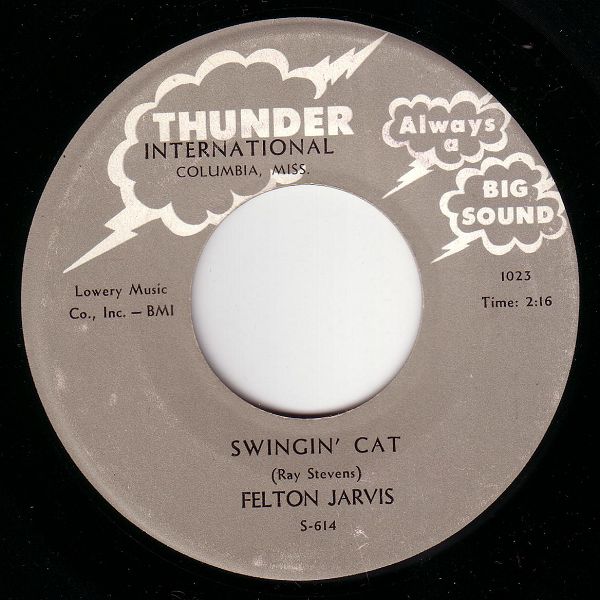 THUNDER
INTERNATIONAL
COLUMBIA, MISS.
Always
a
BIG
SOUND
Lowery Music
Co., Inc. — BMI
1023
Time: 2:16
SWINGIN' CAT
(Ray Stevens)
FELTON JARVIS
S-614